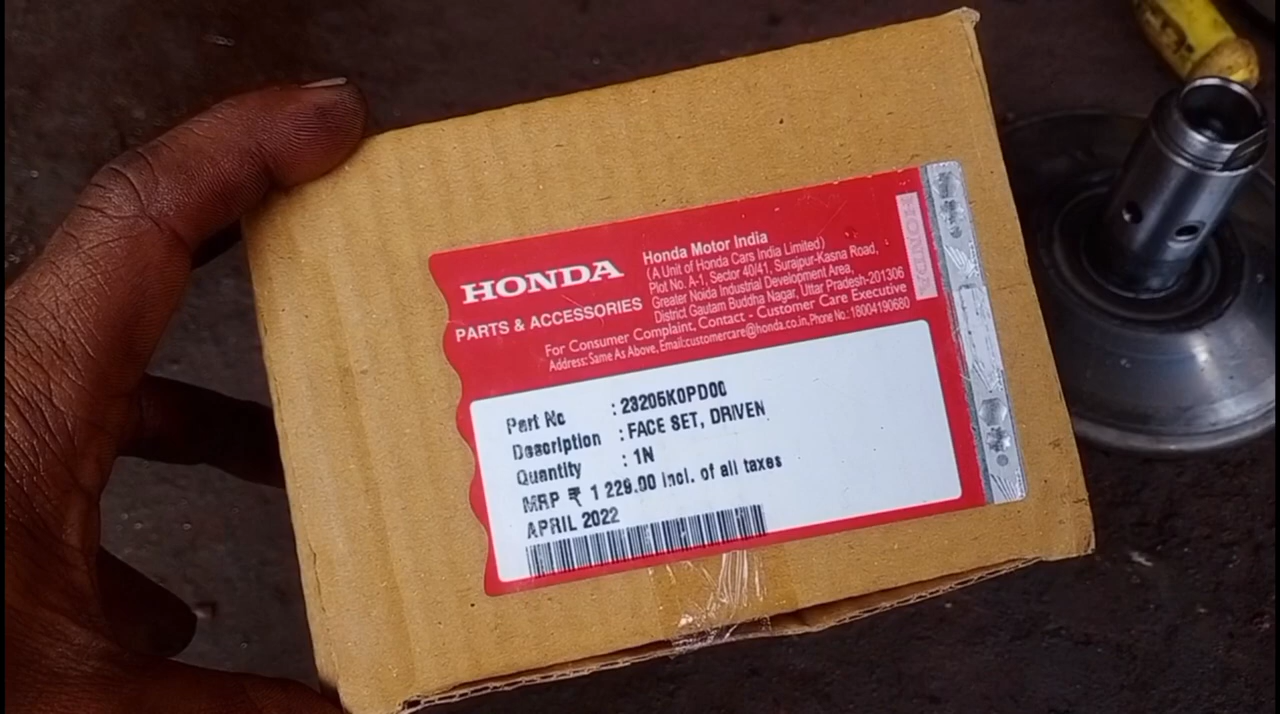 HONDA
PARTS & ACCESSORIES
Honda Motor India
(A Unit of Honda Cars India Limited)
Plot No. A-1, Sector 40/41, Surajpur-Kasna Road,
Greater Noida Industrial Development Area,
District Gautam Buddha Nagar, Uttar Pradesh-201306
For Consumer Complaint, Contact - Customer Care Executive
Address: Same As Above, Email:customercare@honda.co.in, Phone No.: 18004190680
HONDA
Part No : 23205K0PD00
Description : FACE SET, DRIVEN
Quantity : 1N
MRP ₹ 1 229.00 incl. of all taxes
APRIL 2022